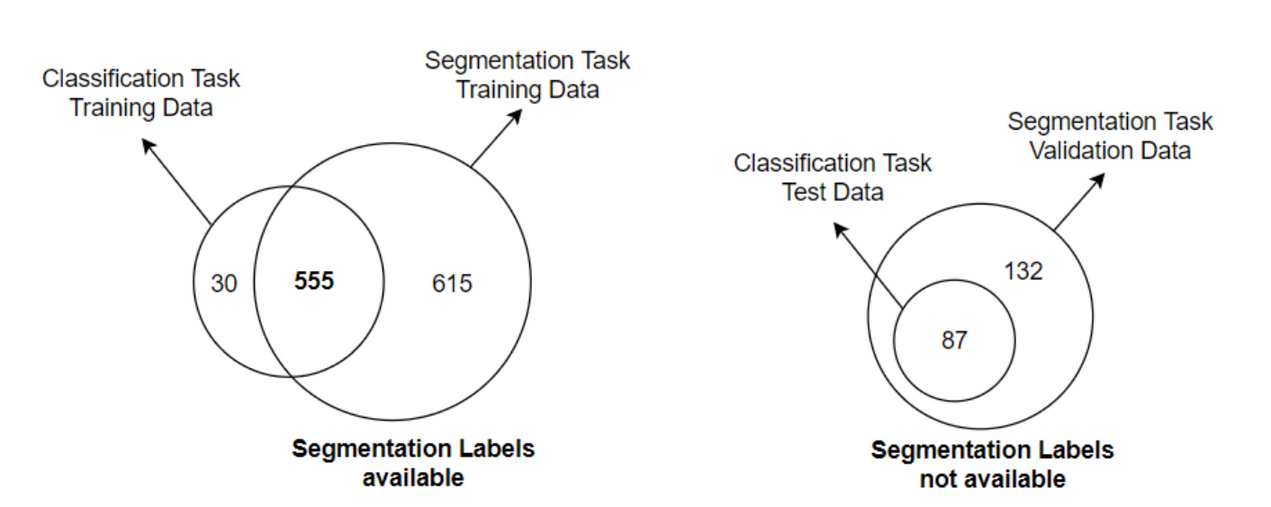 Classification Task
Training Data
Segmentation Task
Training Data
30
555
615
Segmentation Labels
available
Classification Task
Test Data
Segmentation Task
Validation Data
132
87
Segmentation Labels
not available